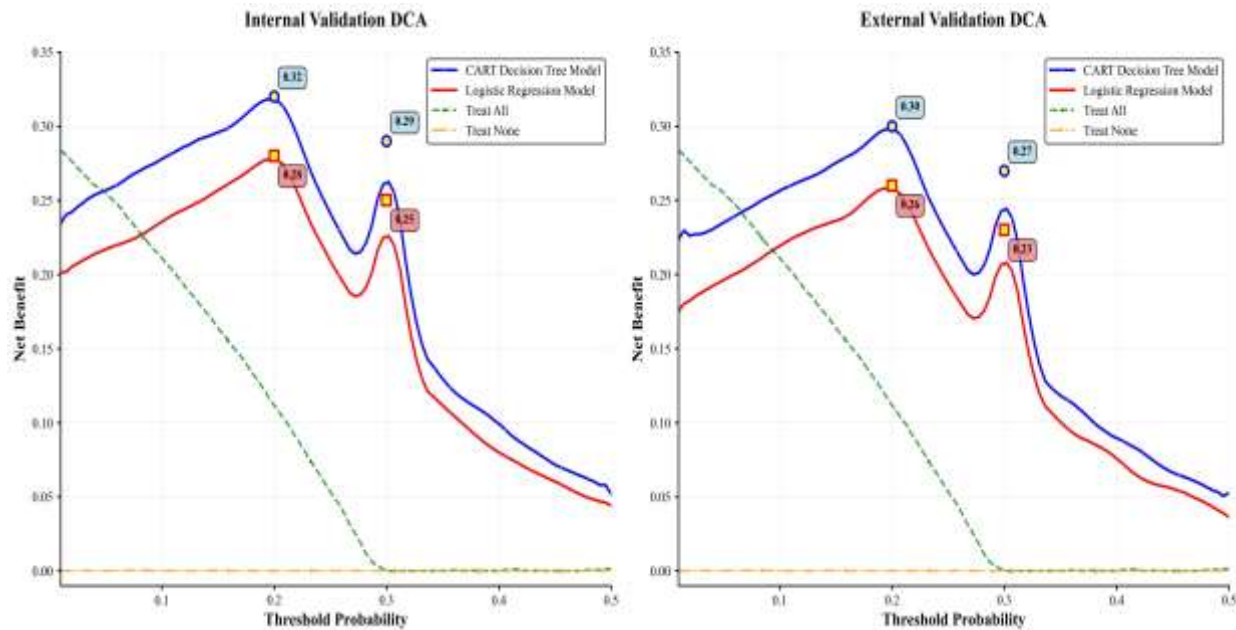 Internal Validation DCA
Net Benefit
0.35
0.30
0.25
0.20
0.15
0.10
0.05
0.00
CART Decision Tree Model
Logistic Regression Model
Treat All
Treat None
0.32
0.29
0.28
0.25
0.1
0.2
0.3
0.4
0.5
Threshold Probability
External Validation DCA
Net Benefit
0.35
0.30
0.25
0.20
0.15
0.10
0.05
0.00
CART Decision Tree Model
Logistic Regression Model
Treat All
Treat None
0.30
0.27
0.26
0.23
0.1
0.2
0.3
0.4
0.5
Threshold Probability